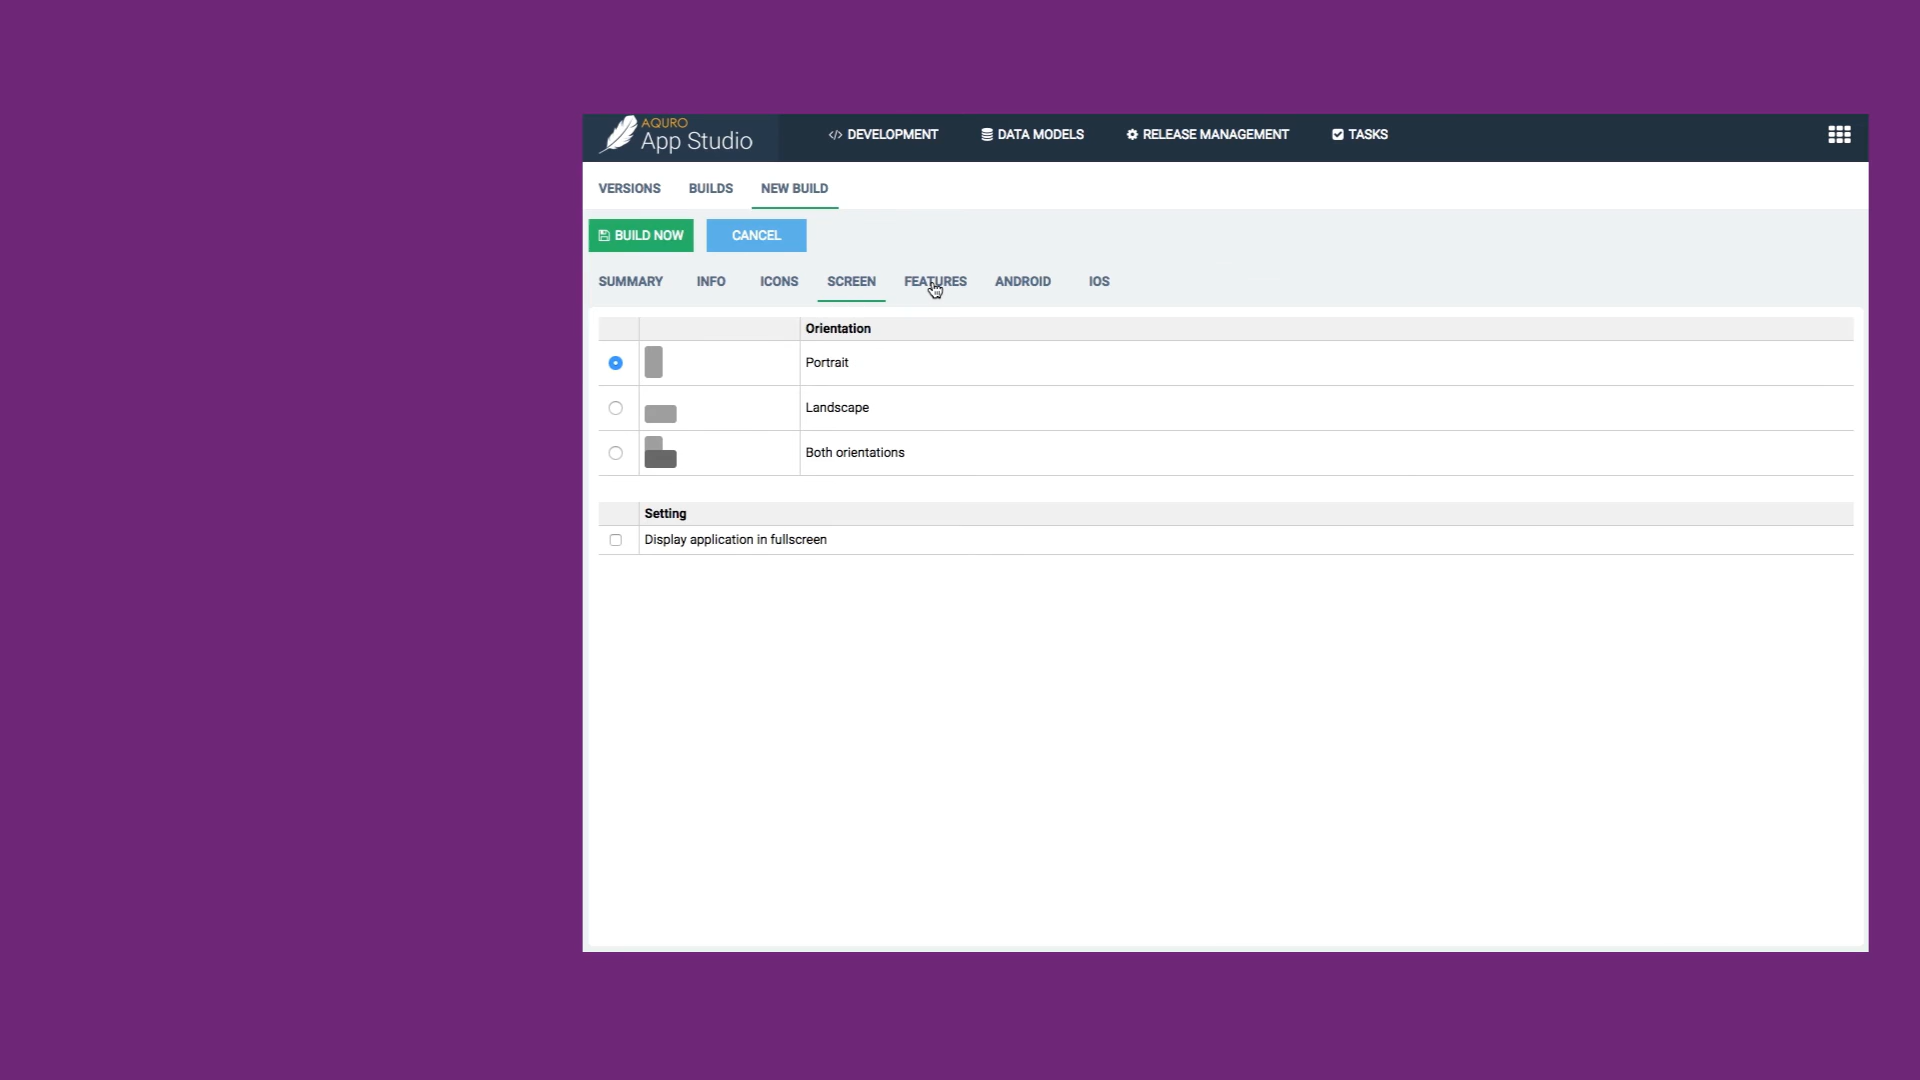 AQURO
App Studio
DEVELOPMENT
DATA MODELS
RELEASE MANAGEMENT
TASKS
VERSIONS
BUILDS
NEW BUILD
BUILD NOW
CANCEL
SUMMARY
INFO
ICONS
SCREEN
FEATURES
ANDROID
IOS
Orientation
Portrait
Landscape
Both orientations
Setting
Display application in fullscreen